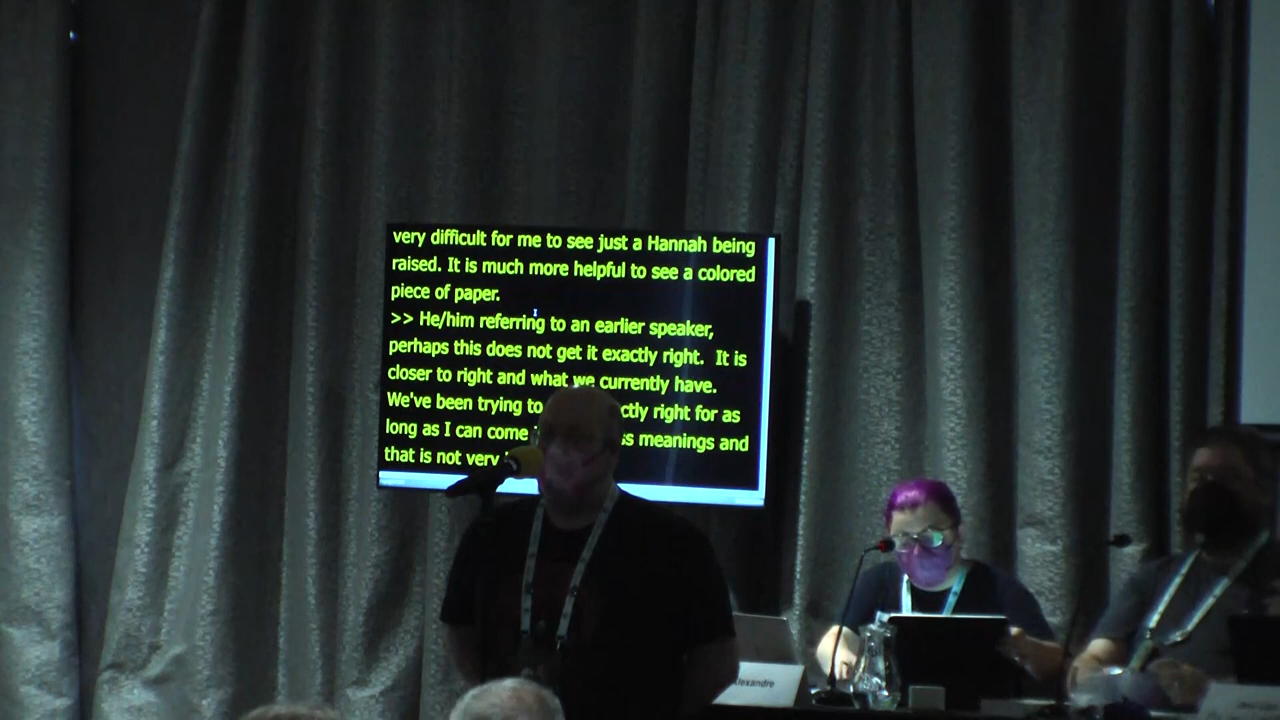 very difficult for me to see just a Hannah being
raised. It is much more helpful to see a colored
piece of paper.
>> He/him referring to an earlier speaker,
perhaps this does not get it exactly right. It is
closer to right and what we currently have.
We've been trying to right for as
long as I can come meanings and
that is not very
Alexandre